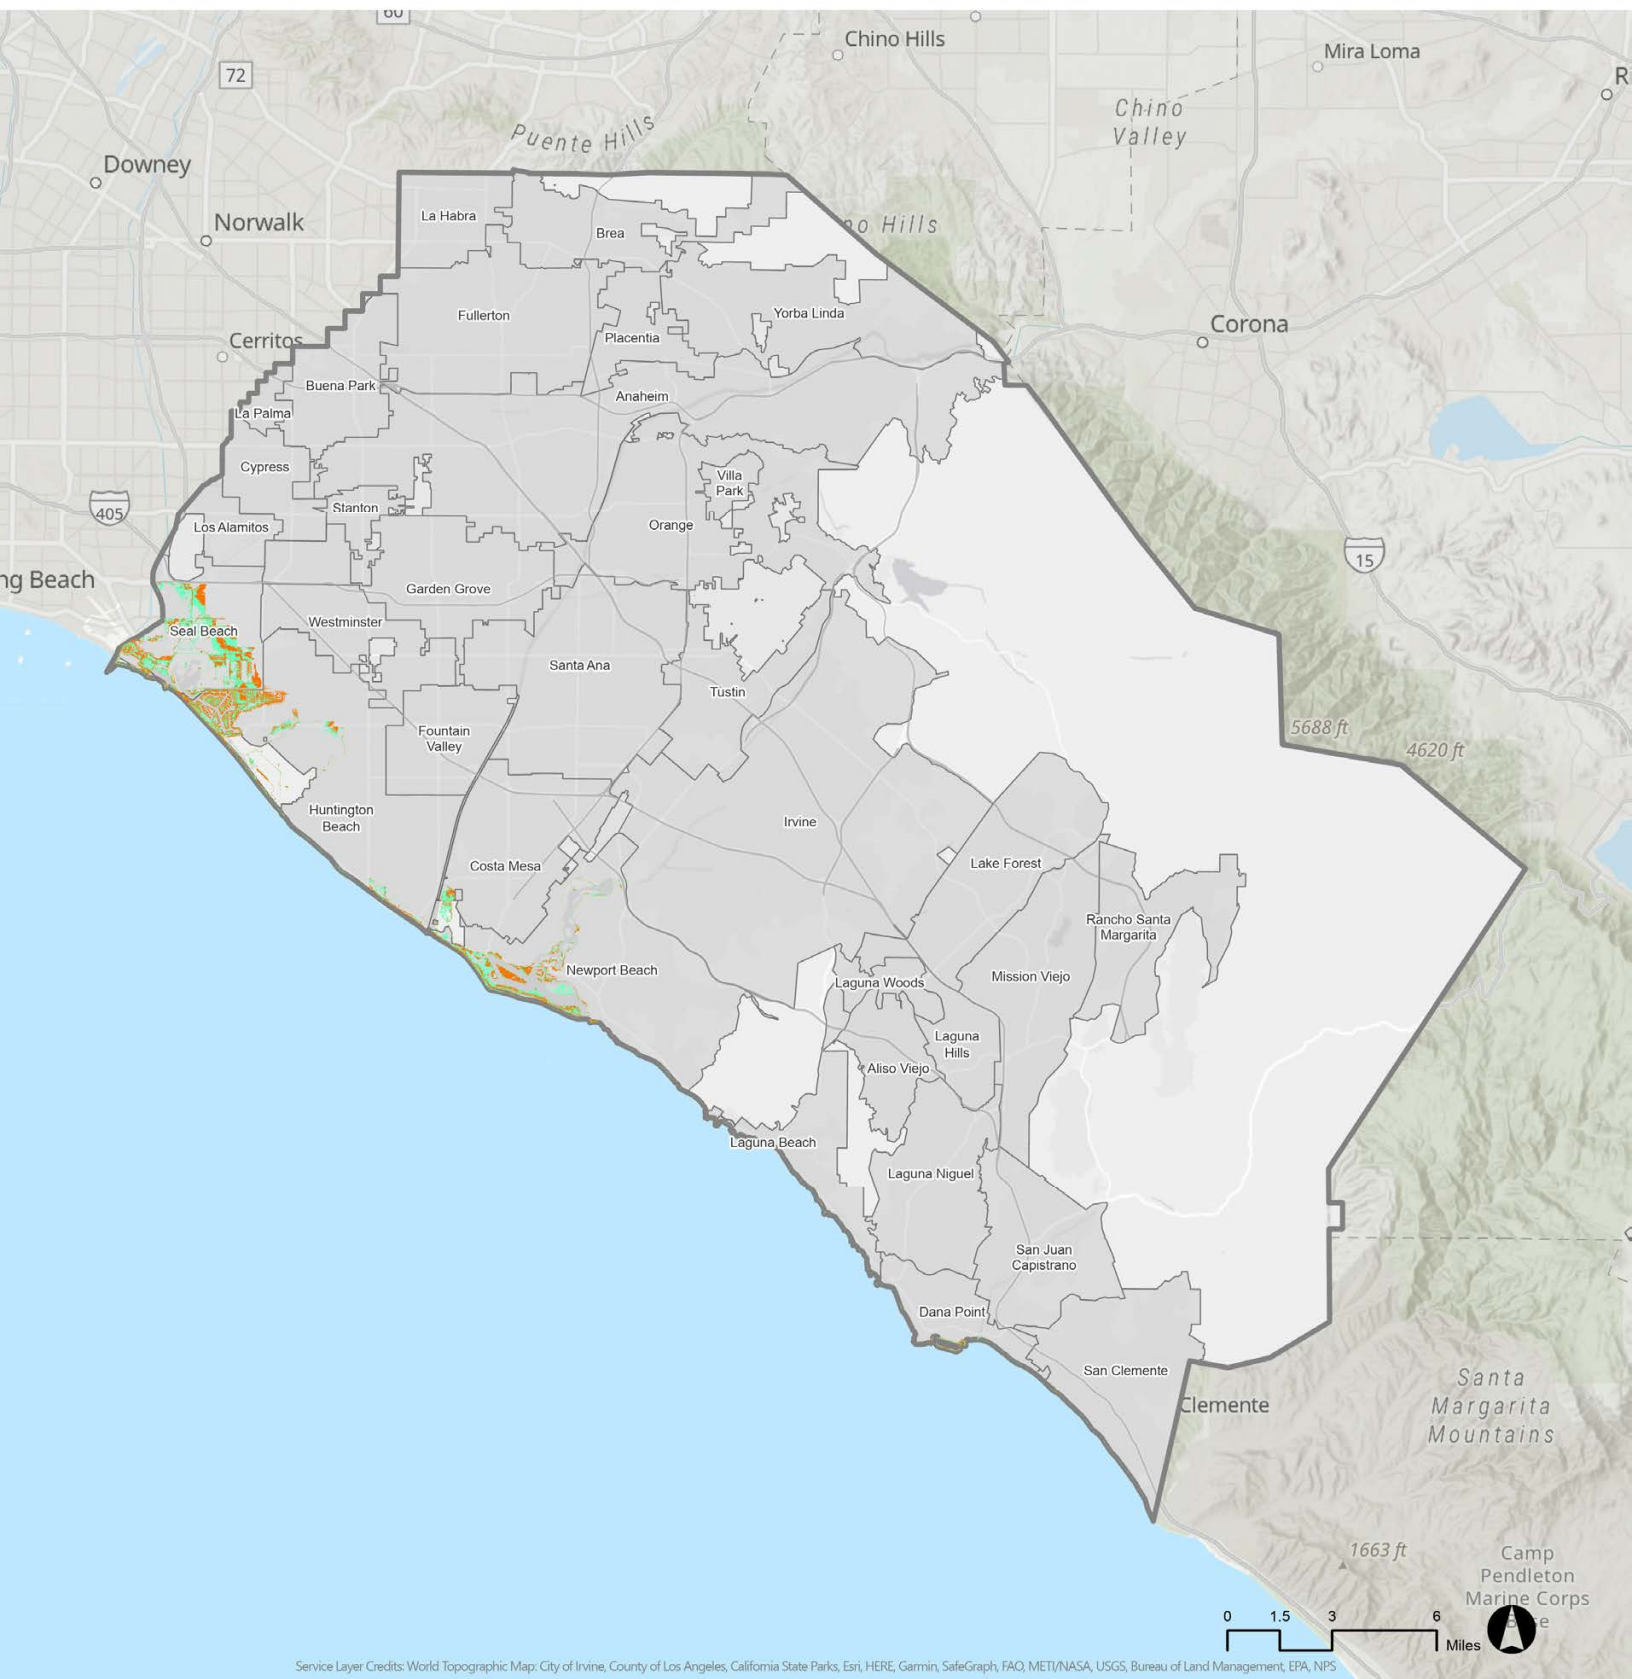 60
Chino Hills
Mira Loma
72
R
Chino
Valley
Puente Hills
Downey
Norwalk
La Habra
Brea
no Hills
Fullerton
Yorba Linda
Corona
Placentia
Cerritos
Buena Park
Anaheim
La Palma
Cypress
Villa
Park
405
Stanton
Los Alamitos
Orange
15
ng Beach
Garden Grove
Westminster
Seal Beach
Santa Ana
Tustin
5688 ft
4620 ft
Fountain
Valley
Huntington
Beach
Irvine
Costa Mesa
Lake Forest
Rancho Santa
Margarita
Newport Beach
Mission Viejo
Laguna Woods
Laguna
Hills
Aliso Viejo
Laguna Beach
Laguna Niguel
San Juan
Capistrano
Dana Point
San Clemente
Clemente
Santa
Margarita
Mountains
1663 ft
Camp
Pendleton
Marine Corps
0 1.5 3 6
Miles
Service Layer Credits: World Topographic Map: City of Irvine, County of Los Angeles, California State Parks, Esri, HERE, Garmin, SafeGraph, FAO, METI/NASA, USGS, Bureau of Land Management, EPA, NPS